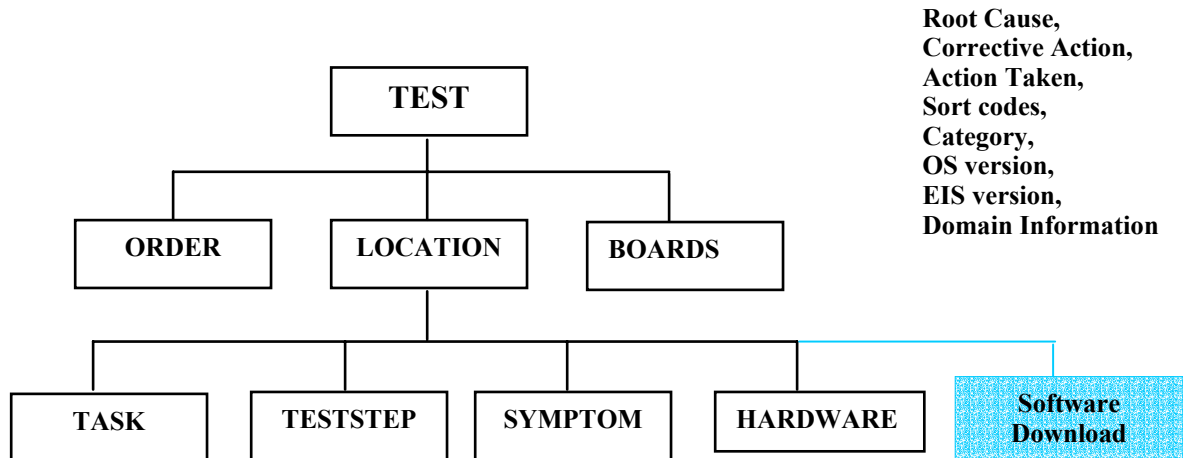 Root Cause,
Corrective Action,
Action Taken,
Sort codes,
Category,
OS version,
EIS version,
Domain Information
TEST
ORDER
LOCATION
BOARDS
TASK
TESTSTEP
SYMPTOM
HARDWARE
Software
Download